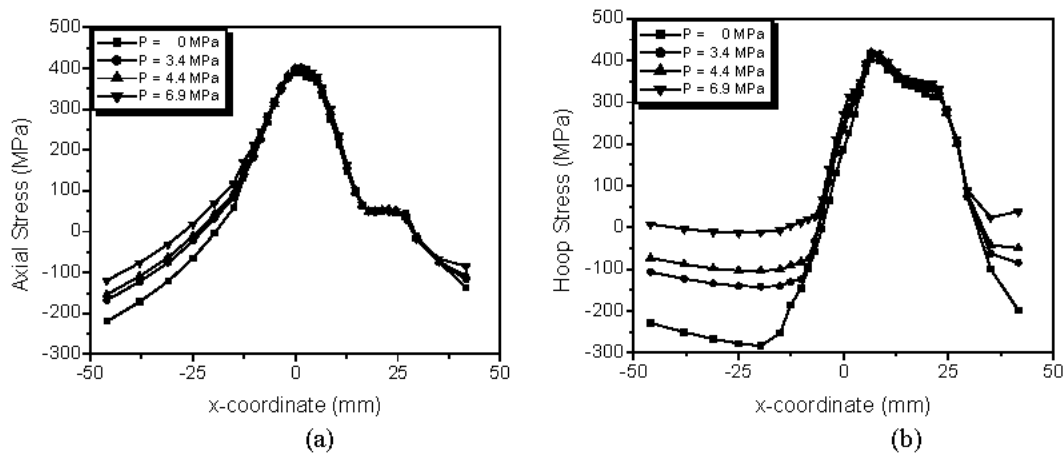 500
400
300
200
100
0
-100
-200
-300
Axial Stress (MPa)
P = 0 MPa
P = 3.4 MPa
P = 4.4 MPa
P = 6.9 MPa
-50 -25 0 25 50
x-coordinate (mm)
(a)
500
400
300
200
100
0
-100
-200
-300
Hoop Stress (MPa)
P = 0 MPa
P = 3.4 MPa
P = 4.4 MPa
P = 6.9 MPa
-50 -25 0 25 50
x-coordinate (mm)
(b)